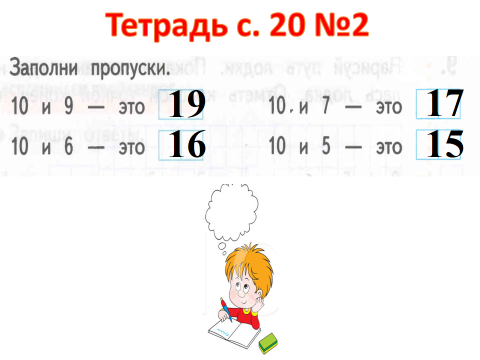 Тетрадь с. 20 №2
Заполни пропуски.
10 и 9 — это 19 10 и 7 — это 17
10 и 6 — это 16 10 и 5 — это 15